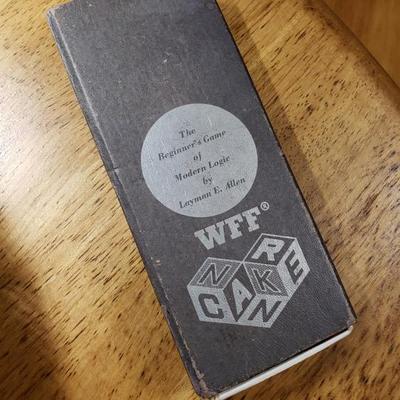 The
Beginner's Game
of
Modern Logic
by
Layman E. Allen
WFF®
N R
C A K E
N